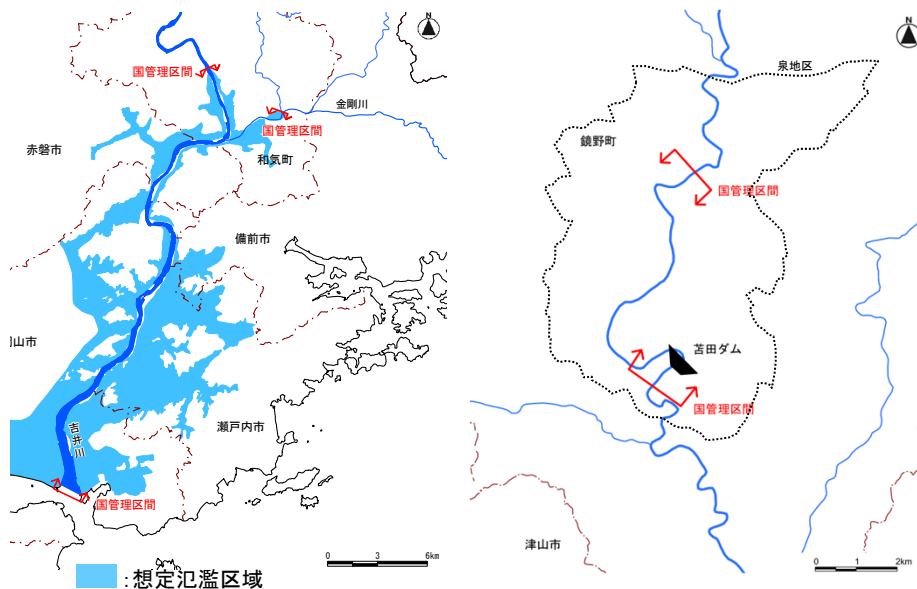 N
国管理区間
金剛川
国管理区間
赤磐市
和気町
備前市
山市
瀬戸内市
吉井川
国管理区間
0 3 6km
:想定氾濫区域
N
泉地区
鏡野町
国管理区間
苫田ダム
国管理区間
津山市
0 1 2km